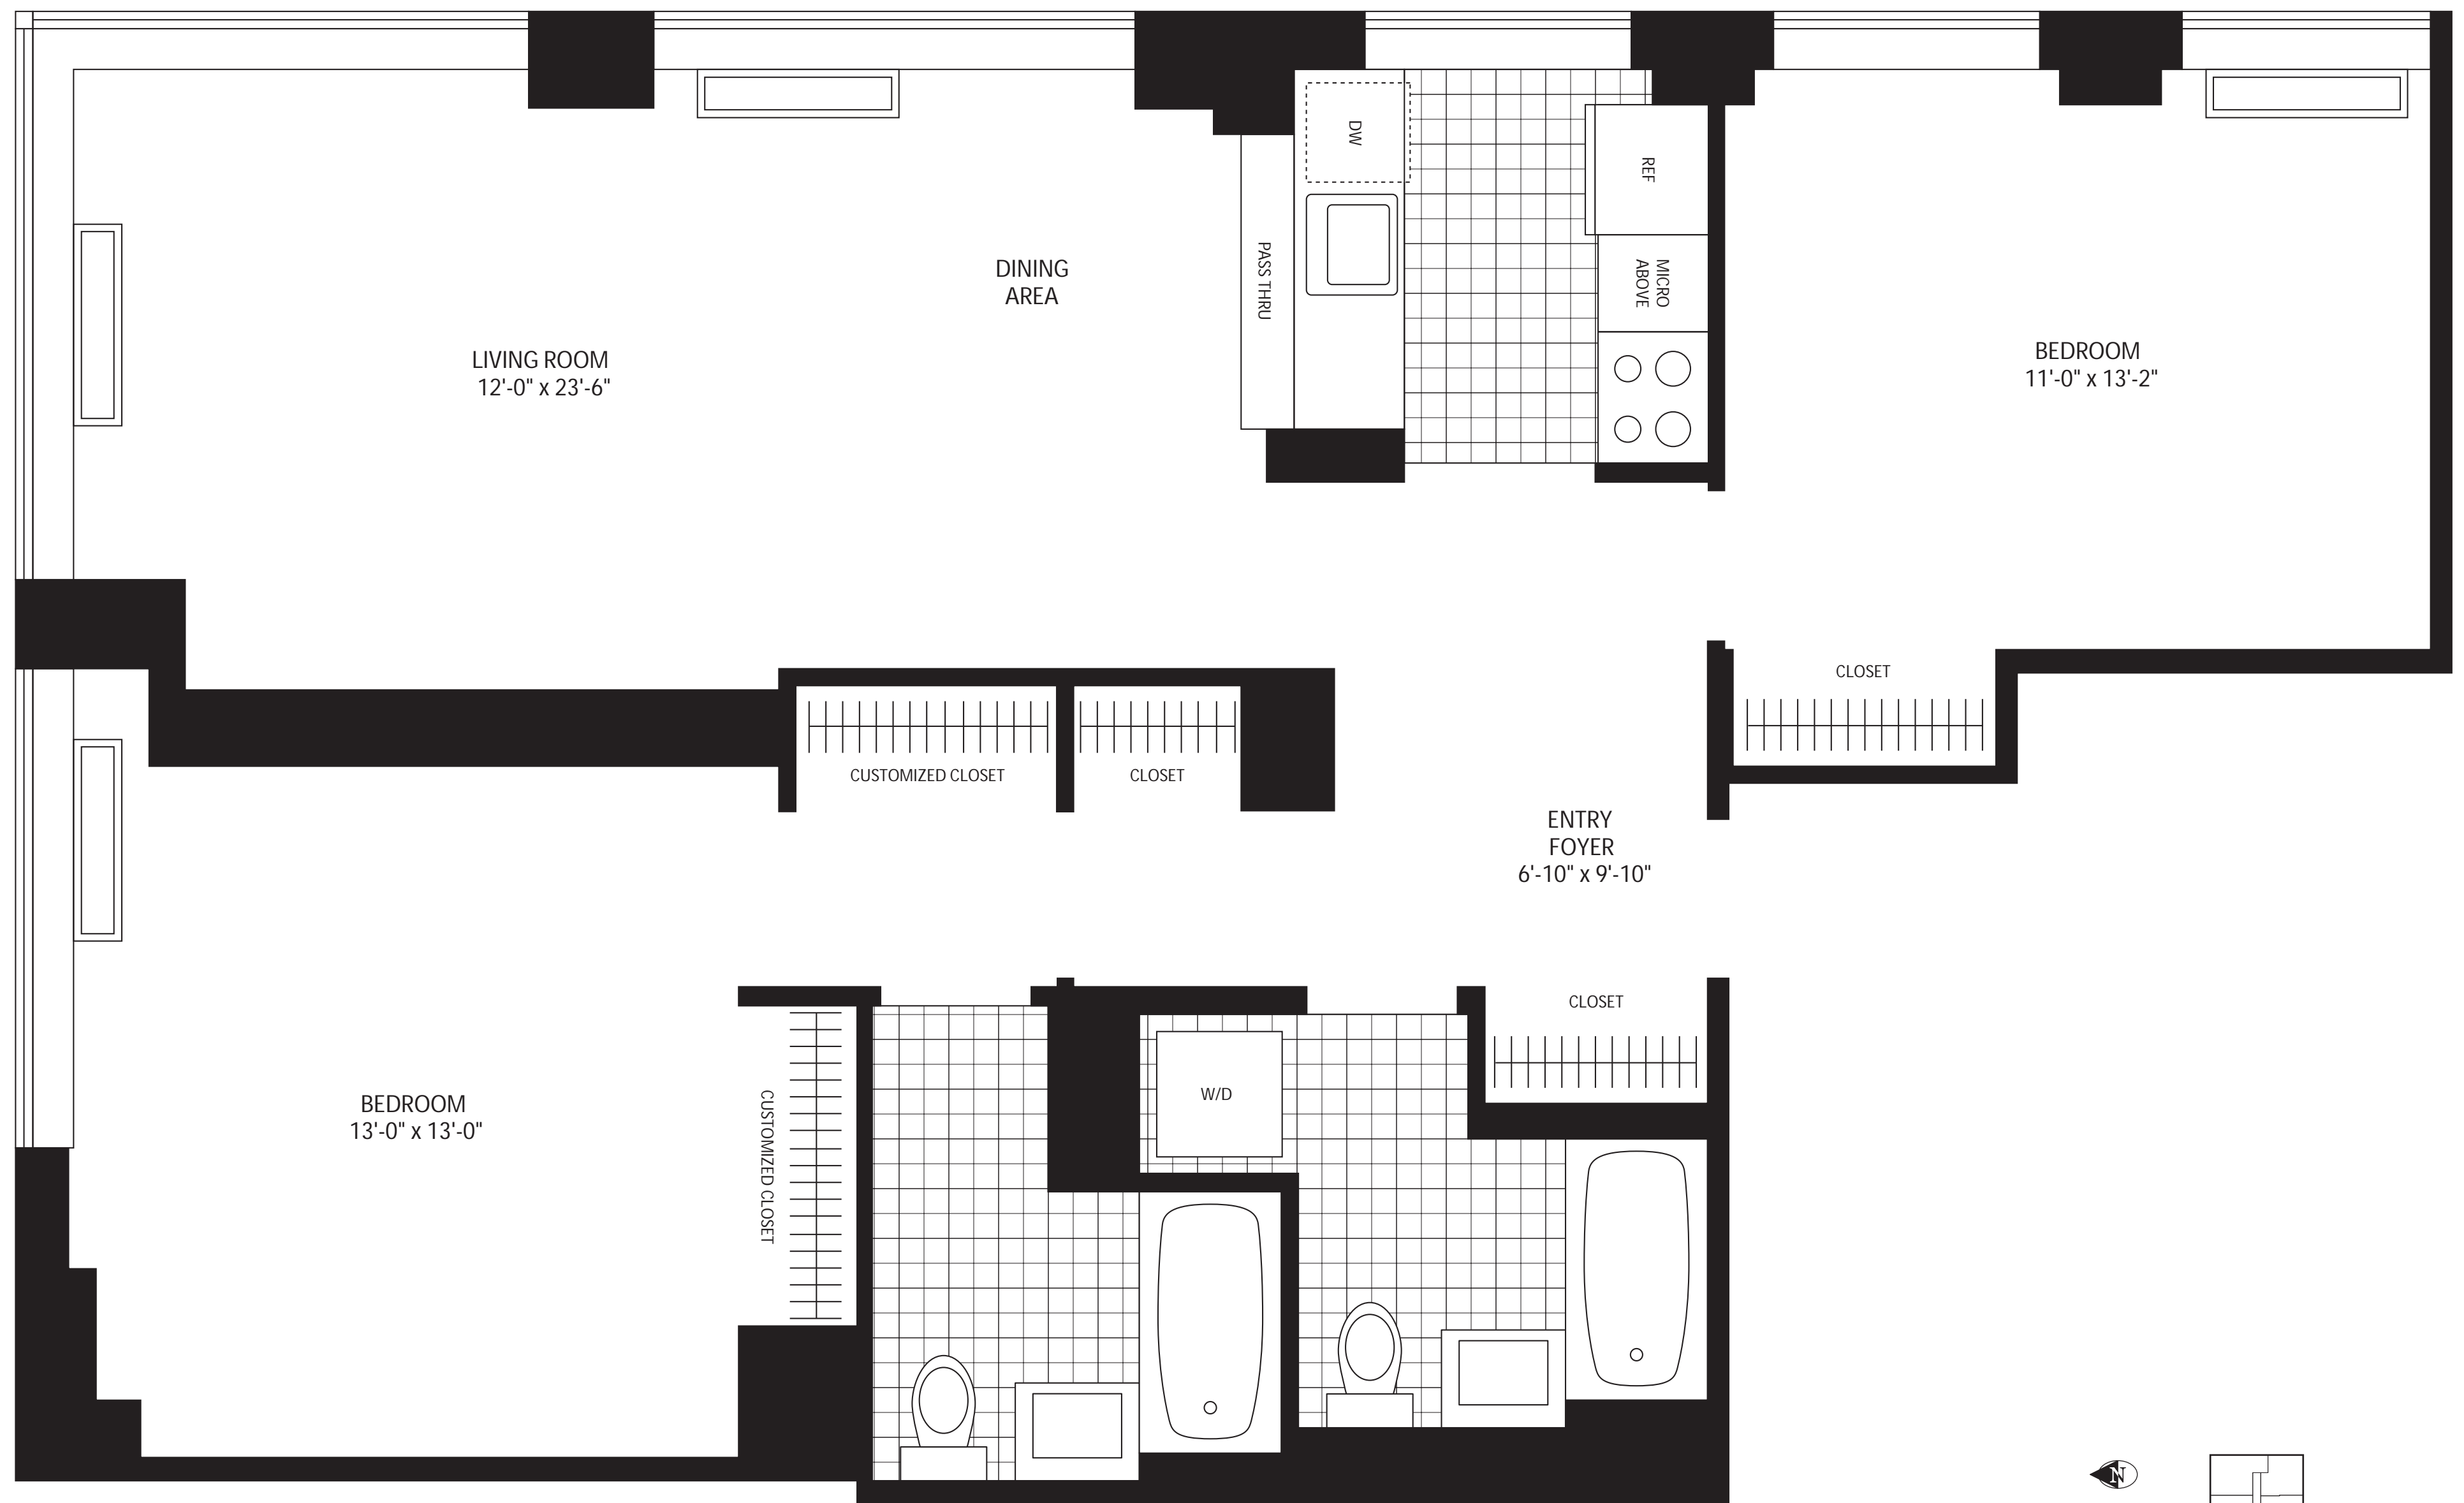 DW
REF
PASS THRU
MICRO
ABOVE
DINING
AREA
LIVING ROOM
12'-0" x 23'-6"
BEDROOM
11'-0" x 13'-2"
CLOSET
CUSTOMIZED CLOSET
CLOSET
ENTRY
FOYER
6'-10" x 9'-10"
CLOSET
W/D
BEDROOM
13'-0" x 13'-0"
CUSTOMIZED CLOSET
N